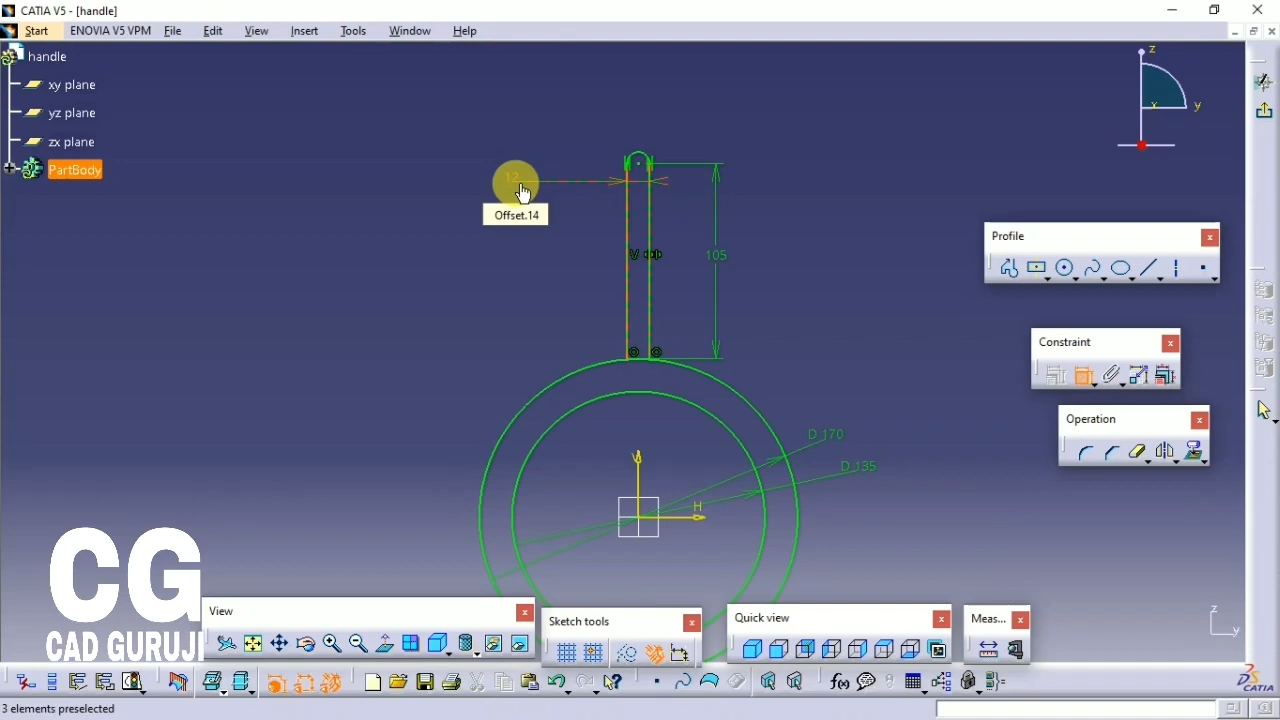 CATIA V5 - [handle]
Start ENOVIA V5 VPM File Edit View Insert Tools Window Help
handle
xy plane
yz plane
zx plane
PartBody
z
x
y
12
Offset.14
V
105
Profile
Constraint
Operation
D 170
D 135
V
H
CG
CAD GURUJI
View
Sketch tools
Quick view
Meas...
z
y
f(x)
CATIA
3 elements preselected